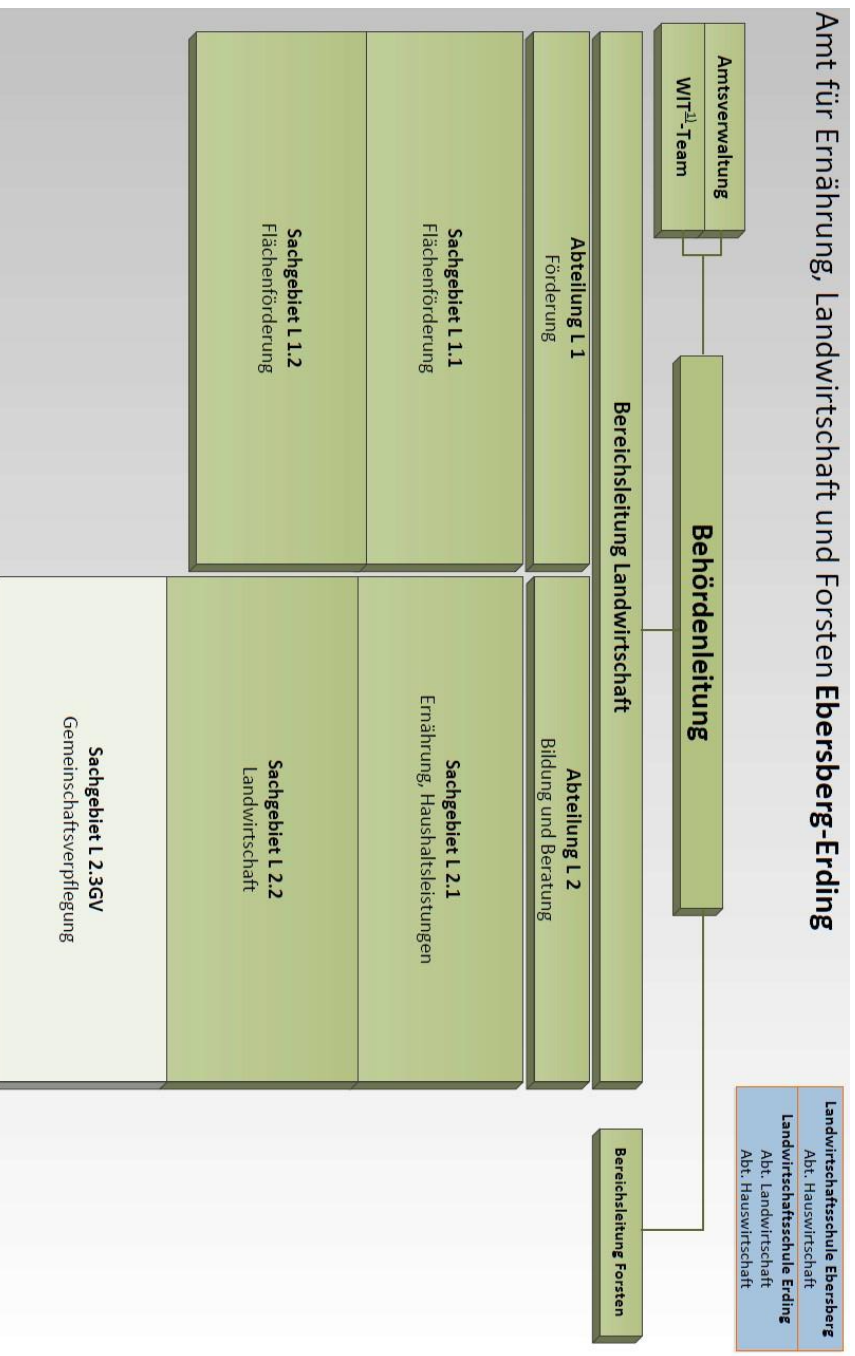 Amt für Ernährung, Landwirtschaft und Forsten Ebersberg-Erding
Landwirtschaftsschule Ebersberg
Abt. Hauswirtschaft
Landwirtschaftsschule Erding
Abt. Landwirtschaft
Abt. Hauswirtschaft
Amtsverwaltung
WIT1)-Team
Behördenleitung
Bereichsleitung Landwirtschaft
Bereichsleitung Forsten
Abteilung L 1
Förderung
Abteilung L 2
Bildung und Beratung
Sachgebiet L 1.1
Flächenförderung
Sachgebiet L 2.1
Ernährung, Haushaltsleistungen
Sachgebiet L 1.2
Flächenförderung
Sachgebiet L 2.2
Landwirtschaft
Sachgebiet L 2.3GV
Gemeinschaftsverpflegung